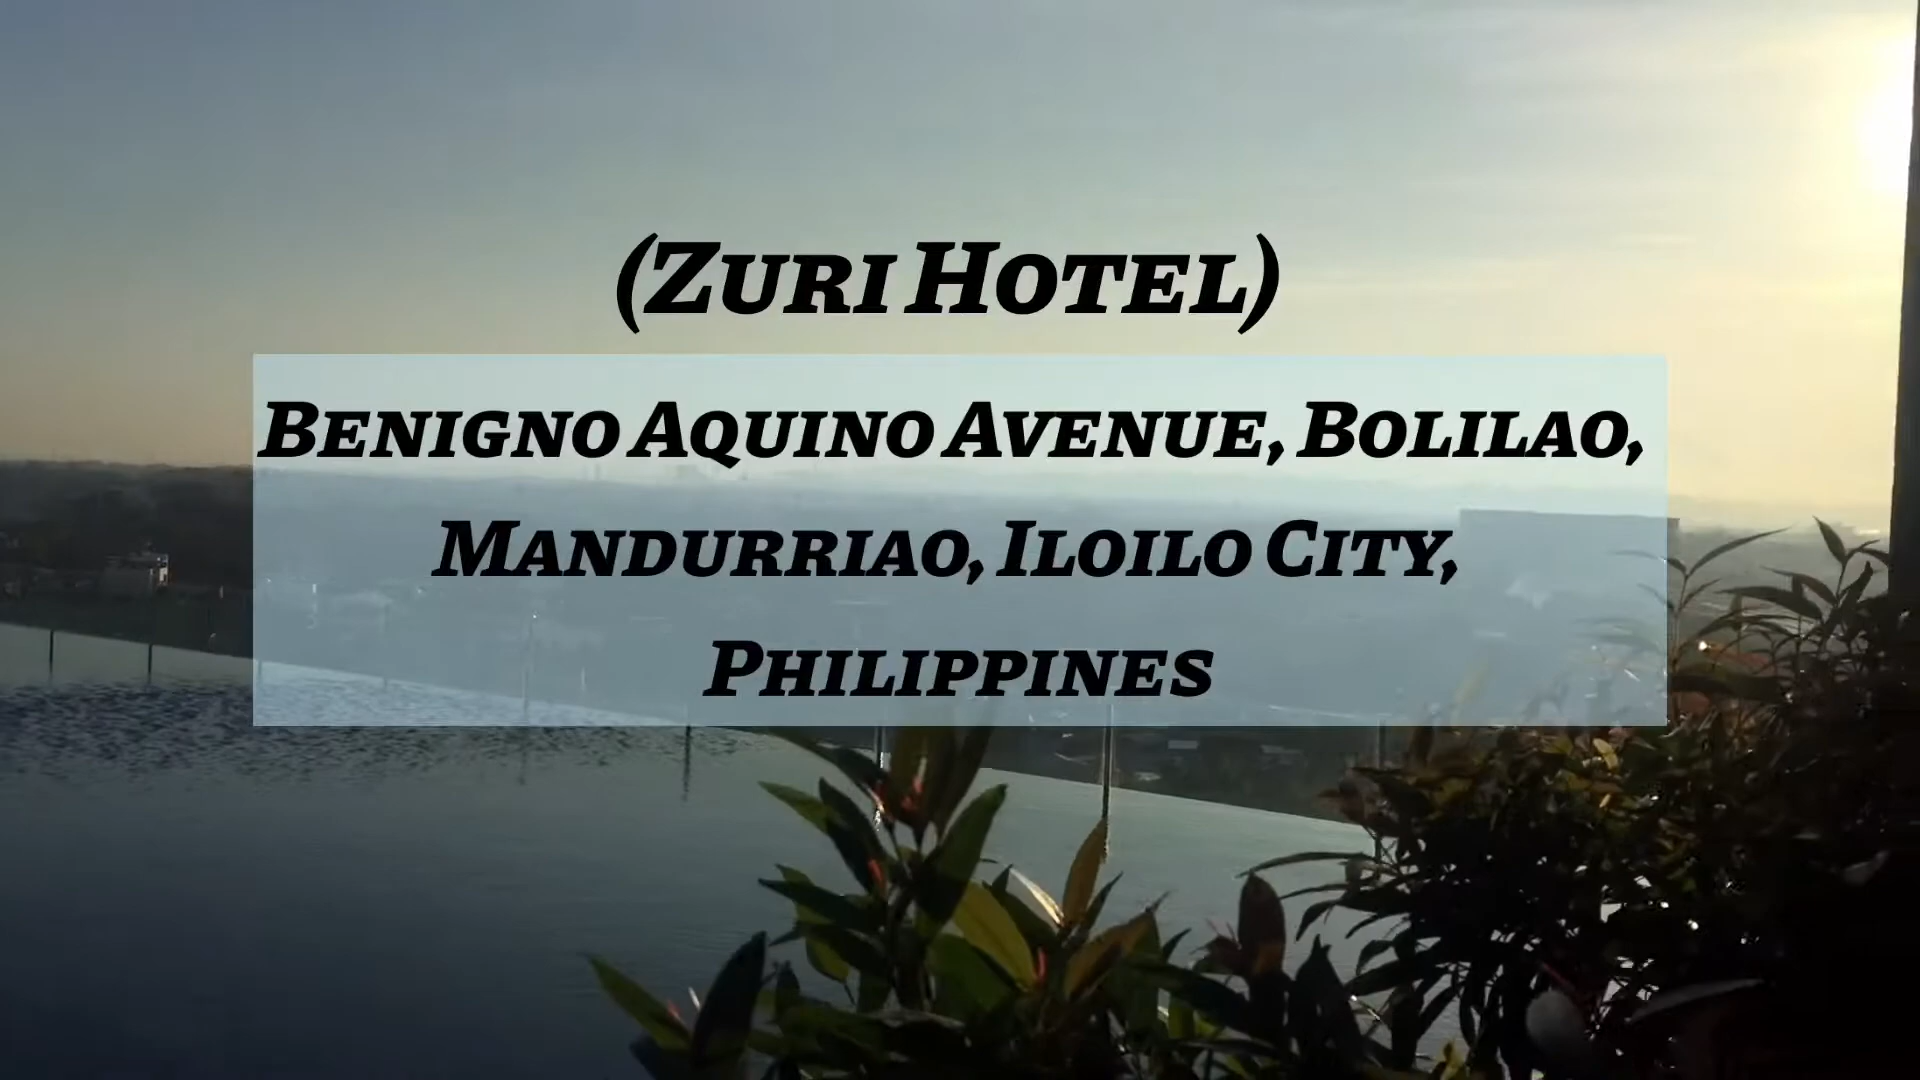 (Zuri Hotel)
Benigno Aquino Avenue, Bolilao,
Mandurriao, Iloilo City,
Philippines